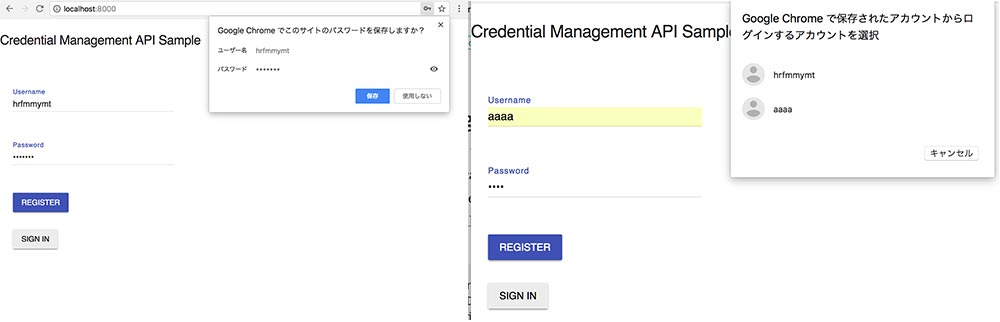 localhost:8000
Credential Management API Sample
Google Chrome でこのサイトのパスワードを保存しますか？
ユーザー名 hrfmmymt
パスワード •••••••
保存 使用しない
Username
hrfmmymt
Password
•••••••
REGISTER
SIGN IN
Credential Management API Sample
Google Chrome で保存されたアカウントからロ
グインするアカウントを選択
hrfmmymt
aaaa
キャンセル
Username
aaaa
Password
••••
REGISTER
SIGN IN